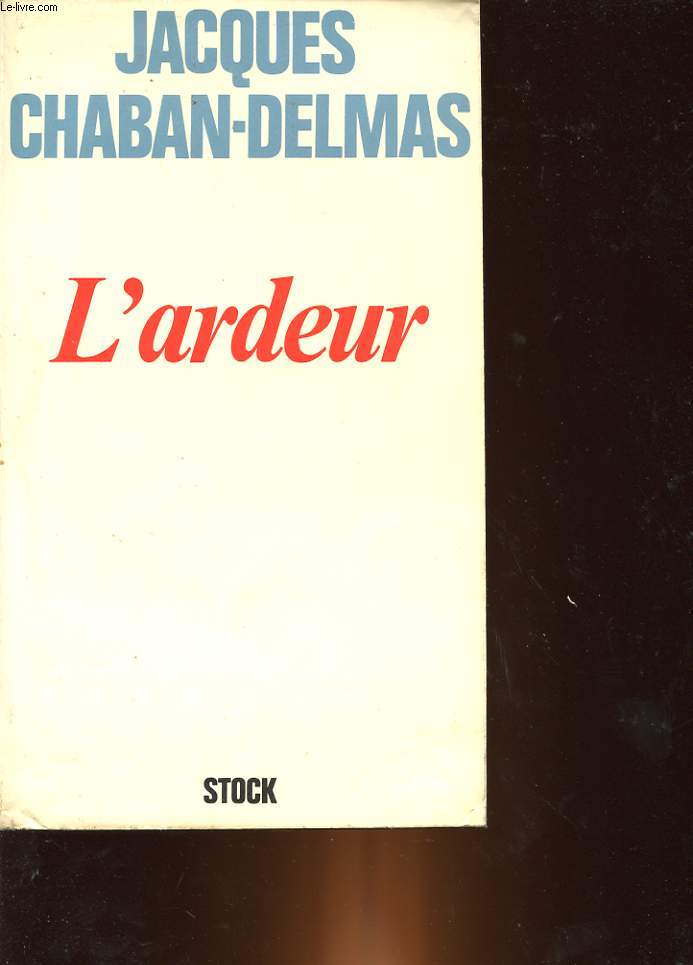 Le-livre.com
JACQUES
CHABAN-DELMAS
L'ardeur
STOCK